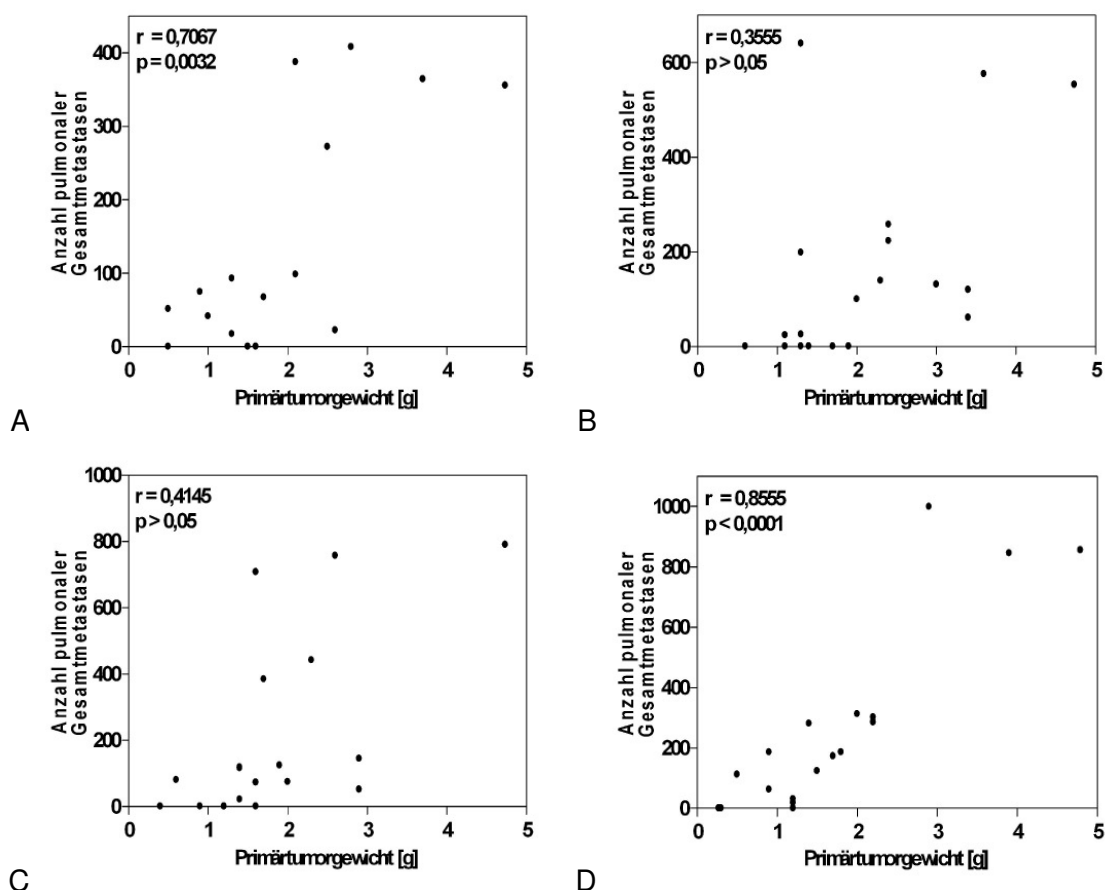 r = 0,7067
p = 0,0032
Anzahl pulmonaler
Gesamtmetastasen
400
300
200
100
0
0 1 2 3 4 5
Primärtumorgewicht [g]
A
r = 0,3555
p > 0,05
Anzahl pulmonaler
Gesamtmetastasen
600
400
200
0
0 1 2 3 4 5
Primärtumorgewicht [g]
B
r = 0,4145
p > 0,05
Anzahl pulmonaler
Gesamtmetastasen
1000
800
600
400
200
0
0 1 2 3 4 5
Primärtumorgewicht [g]
C
r = 0,8555
p < 0,0001
Anzahl pulmonaler
Gesamtmetastasen
1000
800
600
400
200
0
0 1 2 3 4 5
Primärtumorgewicht [g]
D